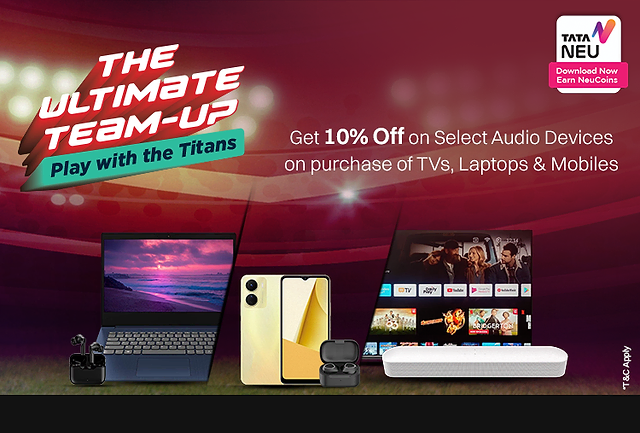 THE
ULTIMATE
TEAM-UP
Play with the Titans
TATA
NEU
Download Now
Earn NeuCoins
Get 10% Off on Select Audio Devices
on purchase of TVs, Laptops & Mobiles
BRIDGERTON
*T&C Apply